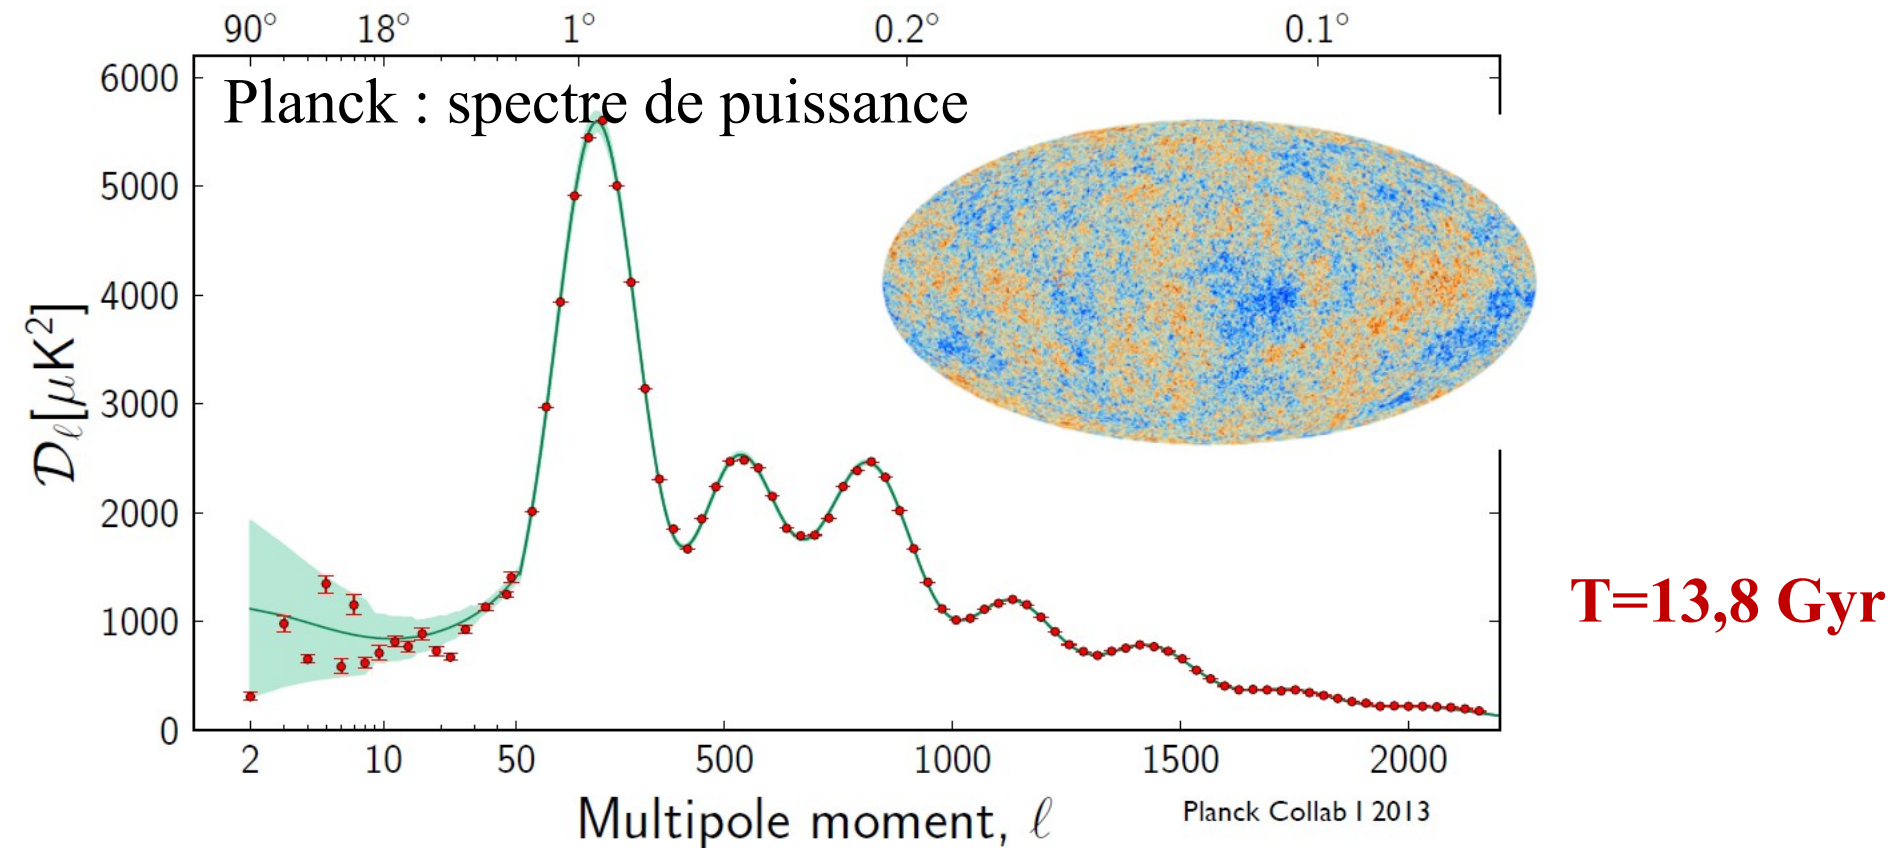 90° 18° 1° 0.2° 0.1°
Planck : spectre de puissance
6000
5000
4000
3000
2000
1000
0
𝒟ℓ[μK²]
T=13,8 Gyr
2 10 50 500 1000 1500 2000
Multipole moment, ℓ
Planck Collab I 2013